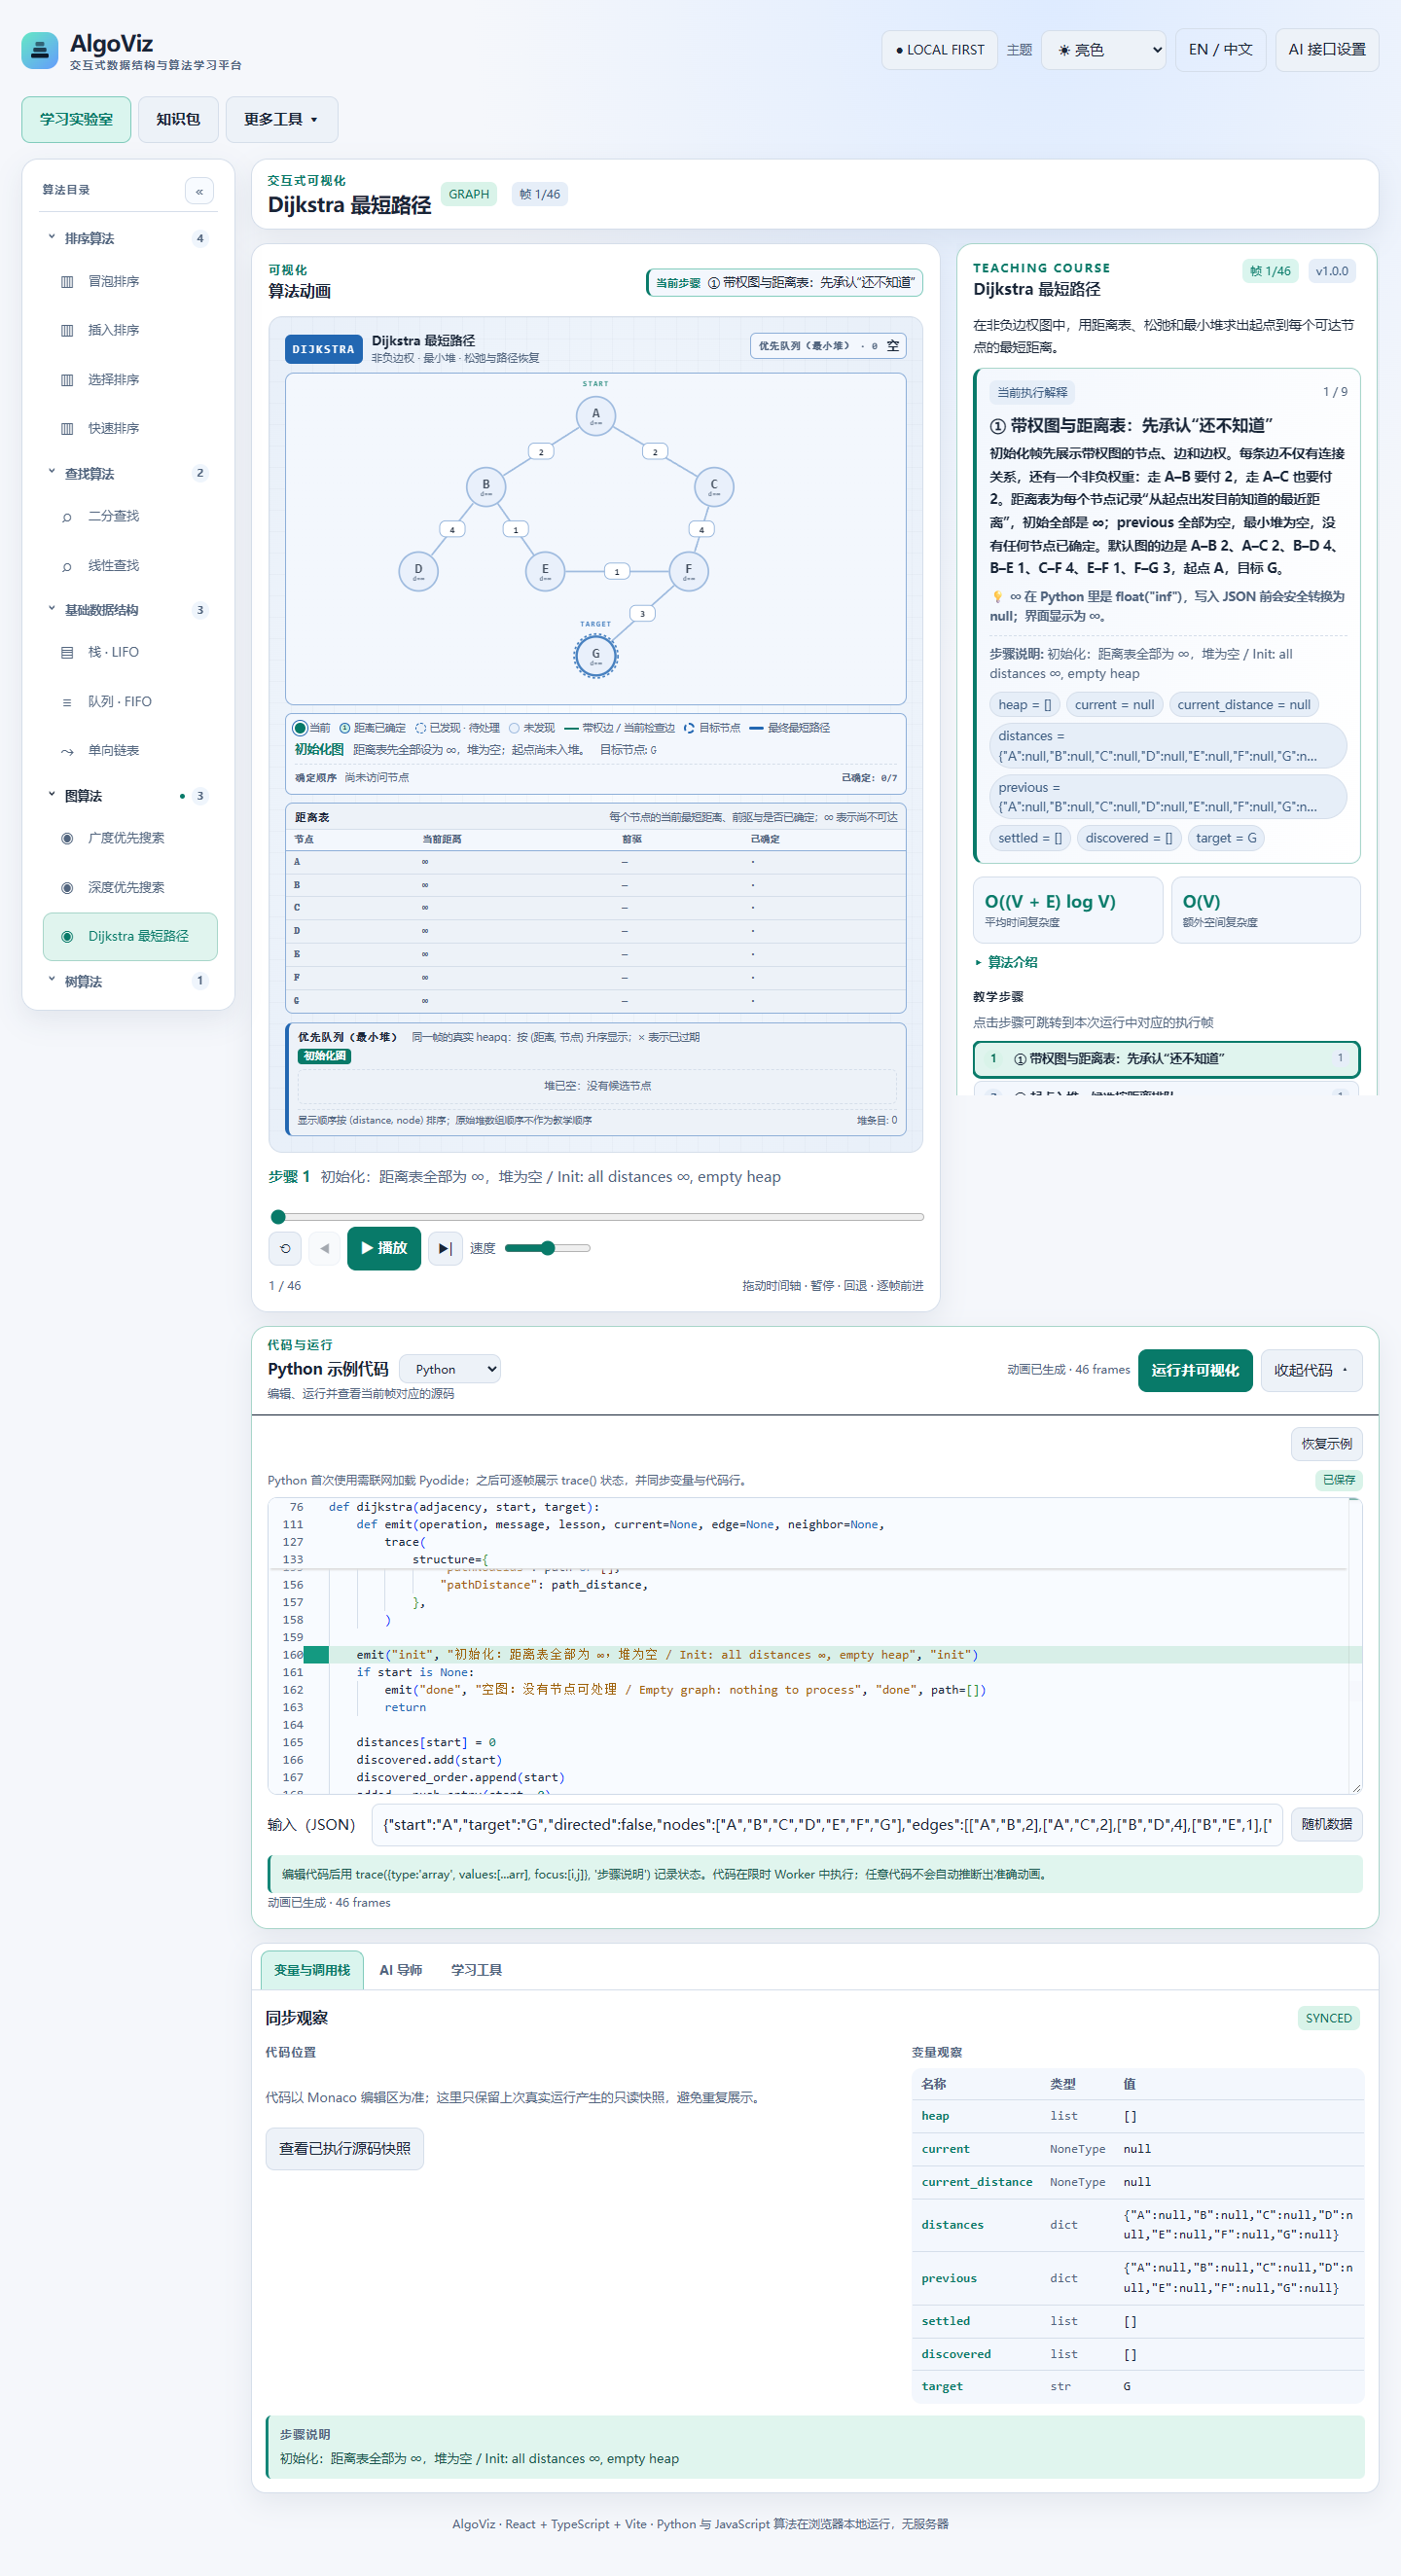 AlgoViz
交互式数据结构与算法学习平台
● LOCAL FIRST
主题
☀ 亮色
EN / 中文
AI 接口设置
学习实验室
知识包
更多工具 ▾
算法目录
«
排序算法 4
冒泡排序
插入排序
选择排序
快速排序
查找算法 2
二分查找
线性查找
基础数据结构 3
栈 · LIFO
队列 · FIFO
单向链表
图算法 3
广度优先搜索
深度优先搜索
Dijkstra 最短路径
树算法 1
交互式可视化
Dijkstra 最短路径
GRAPH
帧 1/46
可视化
算法动画
当前步骤 ① 带权图与距离表：先承认“还不知道”
DIJKSTRA
Dijkstra 最短路径
非负边权 · 最小堆 · 松弛与路径恢复
优先队列（最小堆） · 0 空
START
A
d=∞
2
2
B
d=∞
C
d=∞
4
1
4
D
d=∞
E
d=∞
1
F
d=∞
3
TARGET
G
d=∞
当前
距离已确定
已发现 · 待处理
未发现
带权边 / 当前检查边
目标节点
最终最短路径
初始化图 距离表先全部设为 ∞，堆为空；起点尚未入堆。 目标节点: G
确定顺序 尚未访问节点
已确定: 0/7
距离表
每个节点的当前最短距离、前驱与是否已确定；∞ 表示尚不可达
节点 当前距离 前驱 已确定
A ∞ — ·
B ∞ — ·
C ∞ — ·
D ∞ — ·
E ∞ — ·
F ∞ — ·
G ∞ — ·
优先队列（最小堆） 同一帧的真实 heapq：按 (距离, 节点) 升序显示；× 表示已过期
初始化图
堆已空：没有候选节点
显示顺序按 (distance, node) 排序；原始堆数组顺序不作为教学顺序
堆条目: 0
步骤 1 初始化：距离表全部为 ∞，堆为空 / Init: all distances ∞, empty heap
▶ 播放
速度
1 / 46
拖动时间轴 · 暂停 · 回退 · 逐帧前进
TEACHING COURSE
Dijkstra 最短路径
帧 1/46
v1.0.0
在非负边权图中，用距离表、松弛和最小堆求出起点到每个可达节
点的最短距离。
当前执行解释
1 / 9
① 带权图与距离表：先承认“还不知道”
初始化帧先展示带权图的节点、边和边权。每条边不仅有连接
关系，还有一个非负权重：走 A–B 要付 2，走 A–C 也要付
2。距离表为每个节点记录“从起点出发目前知道的最近距
离”，初始全部是 ∞；previous 全部为空，最小堆为空，没
有任何节点已确定。默认图的边是 A–B 2、A–C 2、B–D 4、
B–E 1、C–F 4、E–F 1、F–G 3，起点 A，目标 G。
💡 ∞ 在 Python 里是 float("inf")，写入 JSON 前会安全转换为
null；界面显示为 ∞。
步骤说明: 初始化：距离表全部为 ∞，堆为空 / Init: all
distances ∞, empty heap
heap = []
current = null
current_distance = null
distances =
{"A":null,"B":null,"C":null,"D":null,"E":null,"F":null,"G":n...
previous =
{"A":null,"B":null,"C":null,"D":null,"E":null,"F":null,"G":n...
settled = []
discovered = []
target = G
O((V + E) log V)
平均时间复杂度
O(V)
额外空间复杂度
▸ 算法介绍
教学步骤
点击步骤可跳转到本次运行中对应的执行帧
1 ① 带权图与距离表：先承认“还不知道” 1
代码与运行
Python 示例代码
Python
编辑、运行并查看当前帧对应的源码
动画已生成 · 46 frames
运行并可视化
收起代码
恢复示例
Python 首次使用需联网加载 Pyodide；之后可逐帧展示 trace() 状态，并同步变量与代码行。
已保存
76 def dijkstra(adjacency, start, target):
111 def emit(operation, message, lesson, current=None, edge=None, neighbor=None,
127 trace(
133 structure={
156 "pathDistance": path_distance,
157 },
158 )
159
160 emit("init", "初始化：距离表全部为 ∞，堆为空 / Init: all distances ∞, empty heap", "init")
161 if start is None:
162 emit("done", "空图：没有节点可处理 / Empty graph: nothing to process", "done", path=[])
163 return
164
165 distances[start] = 0
166 discovered.add(start)
167 discovered_order.append(start)
输入（JSON）
{"start":"A","target":"G","directed":false,"nodes":["A","B","C","D","E","F","G"],"edges":[["A","B",2],["A","C",2],["B","D",4],["B","E",1],["
随机数据
编辑代码后用 trace({type:'array', values:[...arr], focus:[i,j]}, '步骤说明') 记录状态。代码在限时 Worker 中执行；任意代码不会自动推断出准确动画。
动画已生成 · 46 frames
变量与调用栈
AI 导师
学习工具
同步观察
SYNCED
代码位置
代码以 Monaco 编辑区为准；这里只保留上次真实运行产生的只读快照，避免重复展示。
查看已执行源码快照
变量观察
名称 类型 值
heap list []
current NoneType null
current_distance NoneType null
distances dict {"A":null,"B":null,"C":null,"D":n
ull,"E":null,"F":null,"G":null}
previous dict {"A":null,"B":null,"C":null,"D":n
ull,"E":null,"F":null,"G":null}
settled list []
discovered list []
target str G
步骤说明
初始化：距离表全部为 ∞，堆为空 / Init: all distances ∞, empty heap
AlgoViz · React + TypeScript + Vite · Python 与 JavaScript 算法在浏览器本地运行，无服务器